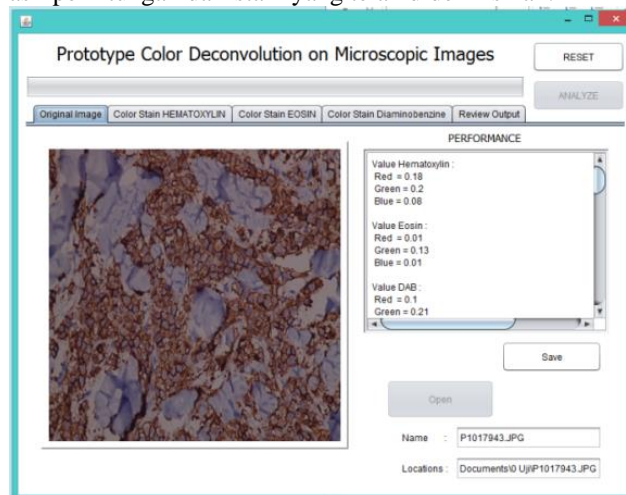 Prototype Color Deconvolution on Microscopic Images
RESET
ANALYZE
Original Image
Color Stain HEMATOXYLIN
Color Stain EOSIN
Color Stain Diaminobenzine
Review Output
PERFORMANCE
Value Hematoxylin :
Red = 0.18
Green = 0.2
Blue = 0.08
Value Eosin :
Red = 0.01
Green = 0.13
Blue = 0.01
Value DAB :
Red = 0.1
Green = 0.21
Save
Open
Name : P1017943.JPG
Locations : Documents\0 Uji\P1017943.JPG